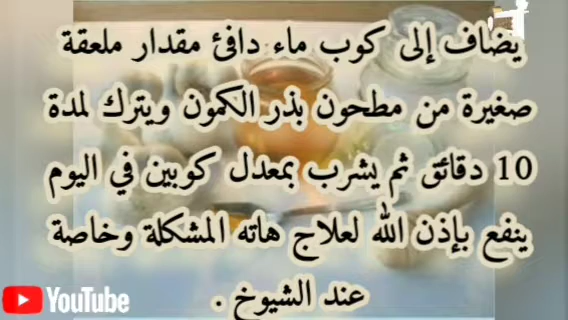 يضاف إلى كوب ماء دافئ مقدار ملعقة
صغيرة من مطحون بذر الكمون ويترك لمدة
10 دقائق ثم يشرب بمعدل كوبين في اليوم
ينفع بإذن الله لعلاج هاته المشكلة وخاصة
عند الشيوخ .
YouTube